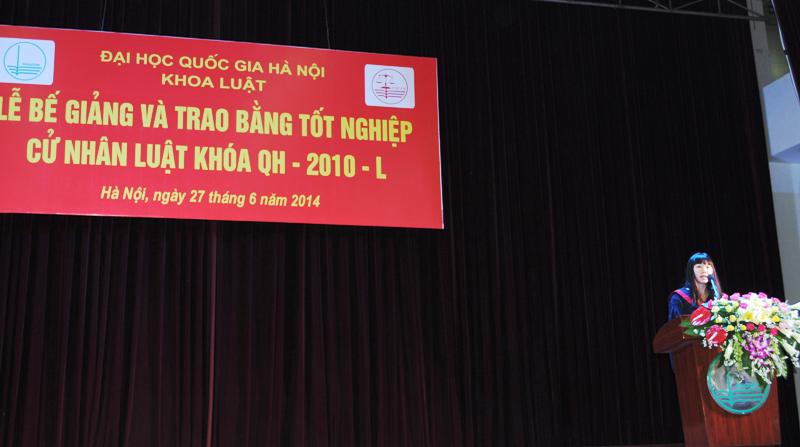 ĐẠI HỌC QUỐC GIA HÀ NỘI
KHOA LUẬT
LỄ BẾ GIẢNG VÀ TRAO BẰNG TỐT NGHIỆP
CỬ NHÂN LUẬT KHÓA QH - 2010 - L
Hà Nội, ngày 27 tháng 6 năm 2014